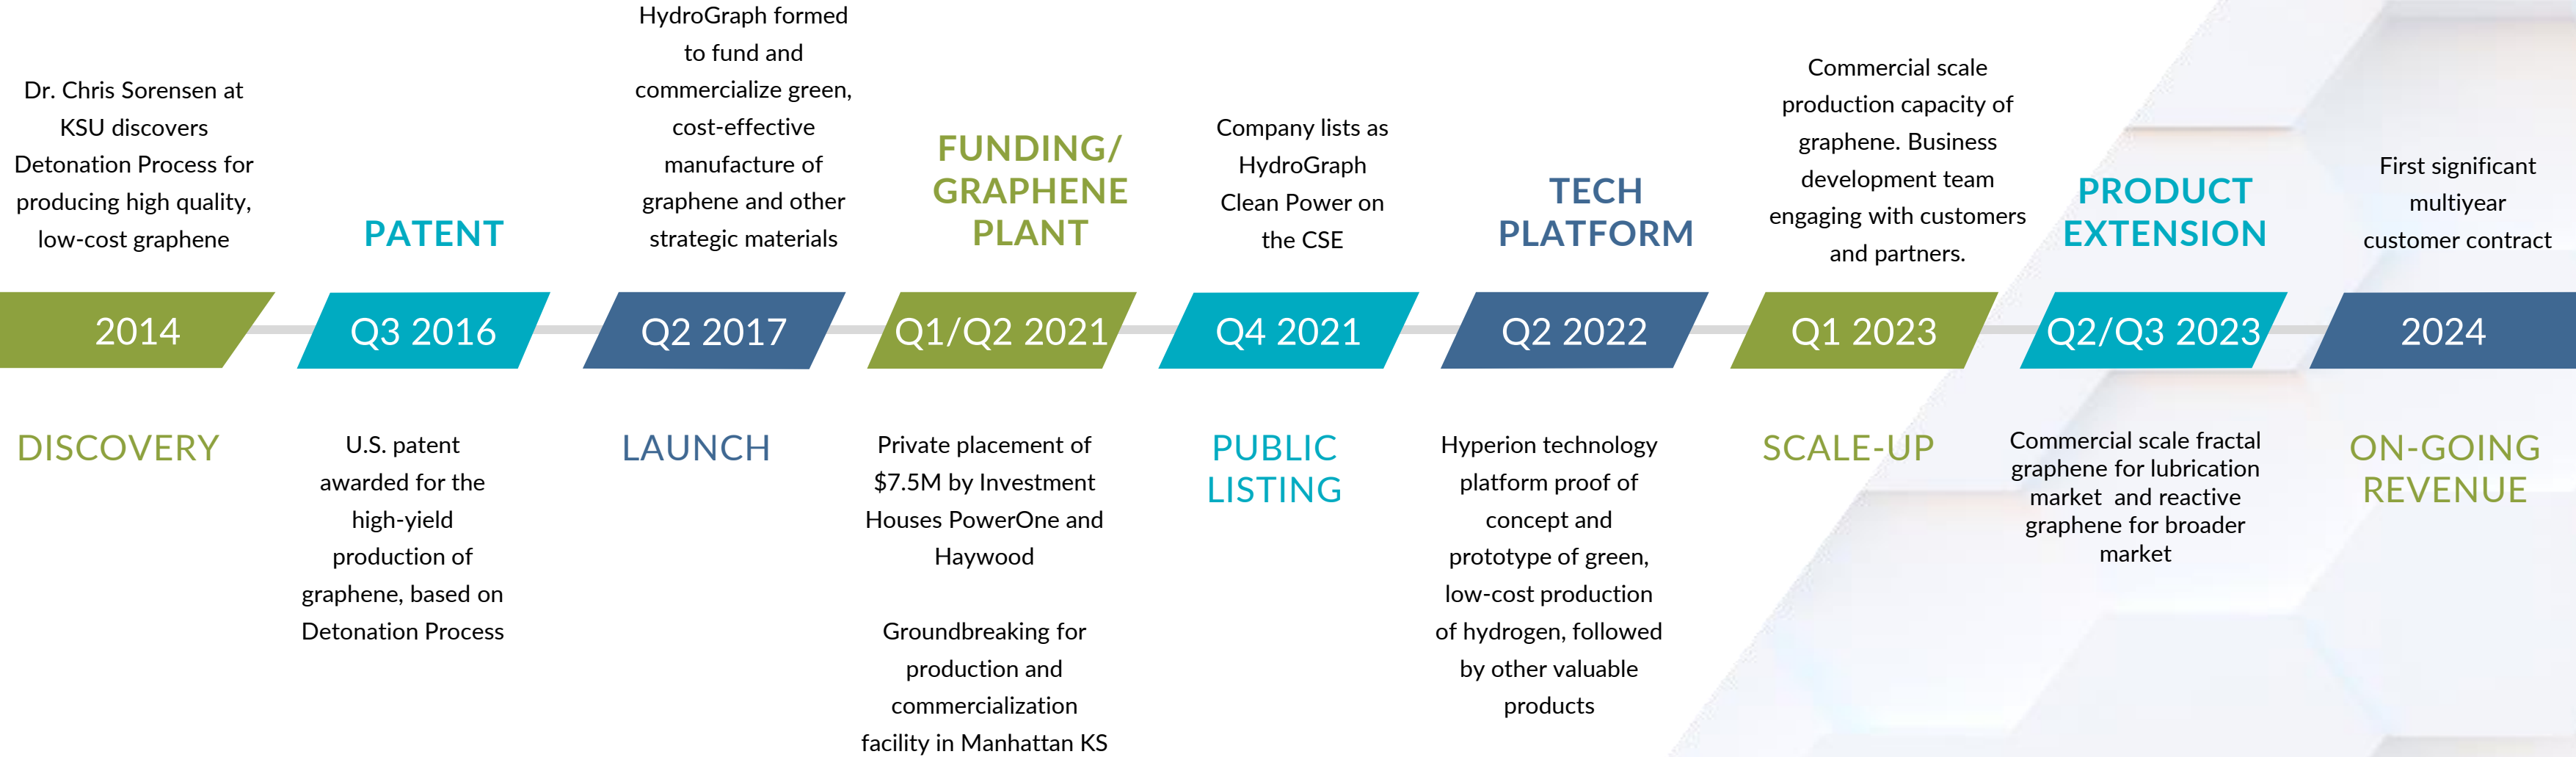 Dr. Chris Sorensen at
KSU discovers
Detonation Process for
producing high quality,
low-cost graphene
2014
DISCOVERY
PATENT
Q3 2016
U.S. patent
awarded for the
high-yield
production of
graphene, based on
Detonation Process
HydroGraph formed
to fund and
commercialize green,
cost-effective
manufacture of
graphene and other
strategic materials
Q2 2017
LAUNCH
FUNDING/
GRAPHENE
PLANT
Q1/Q2 2021
Private placement of
$7.5M by Investment
Houses PowerOne and
Haywood
Groundbreaking for
production and
commercialization
facility in Manhattan KS
Company lists as
HydroGraph
Clean Power on
the CSE
Q4 2021
PUBLIC
LISTING
TECH
PLATFORM
Q2 2022
Hyperion technology
platform proof of
concept and
prototype of green,
low-cost production
of hydrogen, followed
by other valuable
products
Commercial scale
production capacity of
graphene. Business
development team
engaging with customers
and partners.
Q1 2023
SCALE-UP
PRODUCT
EXTENSION
Q2/Q3 2023
Commercial scale fractal
graphene for lubrication
market  and reactive
graphene for broader
market
First significant
multiyear
customer contract
2024
ON-GOING
REVENUE